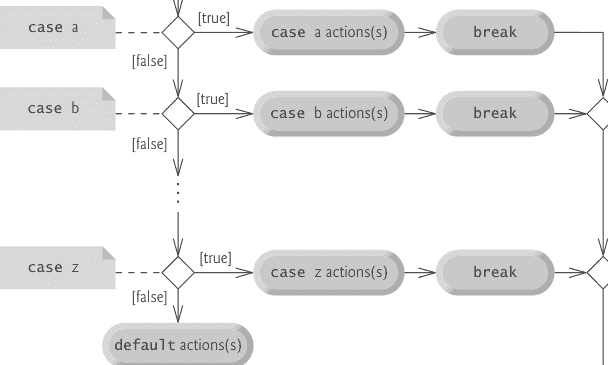 case a
[true]
case a actions(s)
break
[false]
case b
[true]
case b actions(s)
break
[false]
case z
[true]
case z actions(s)
break
[false]
default actions(s)